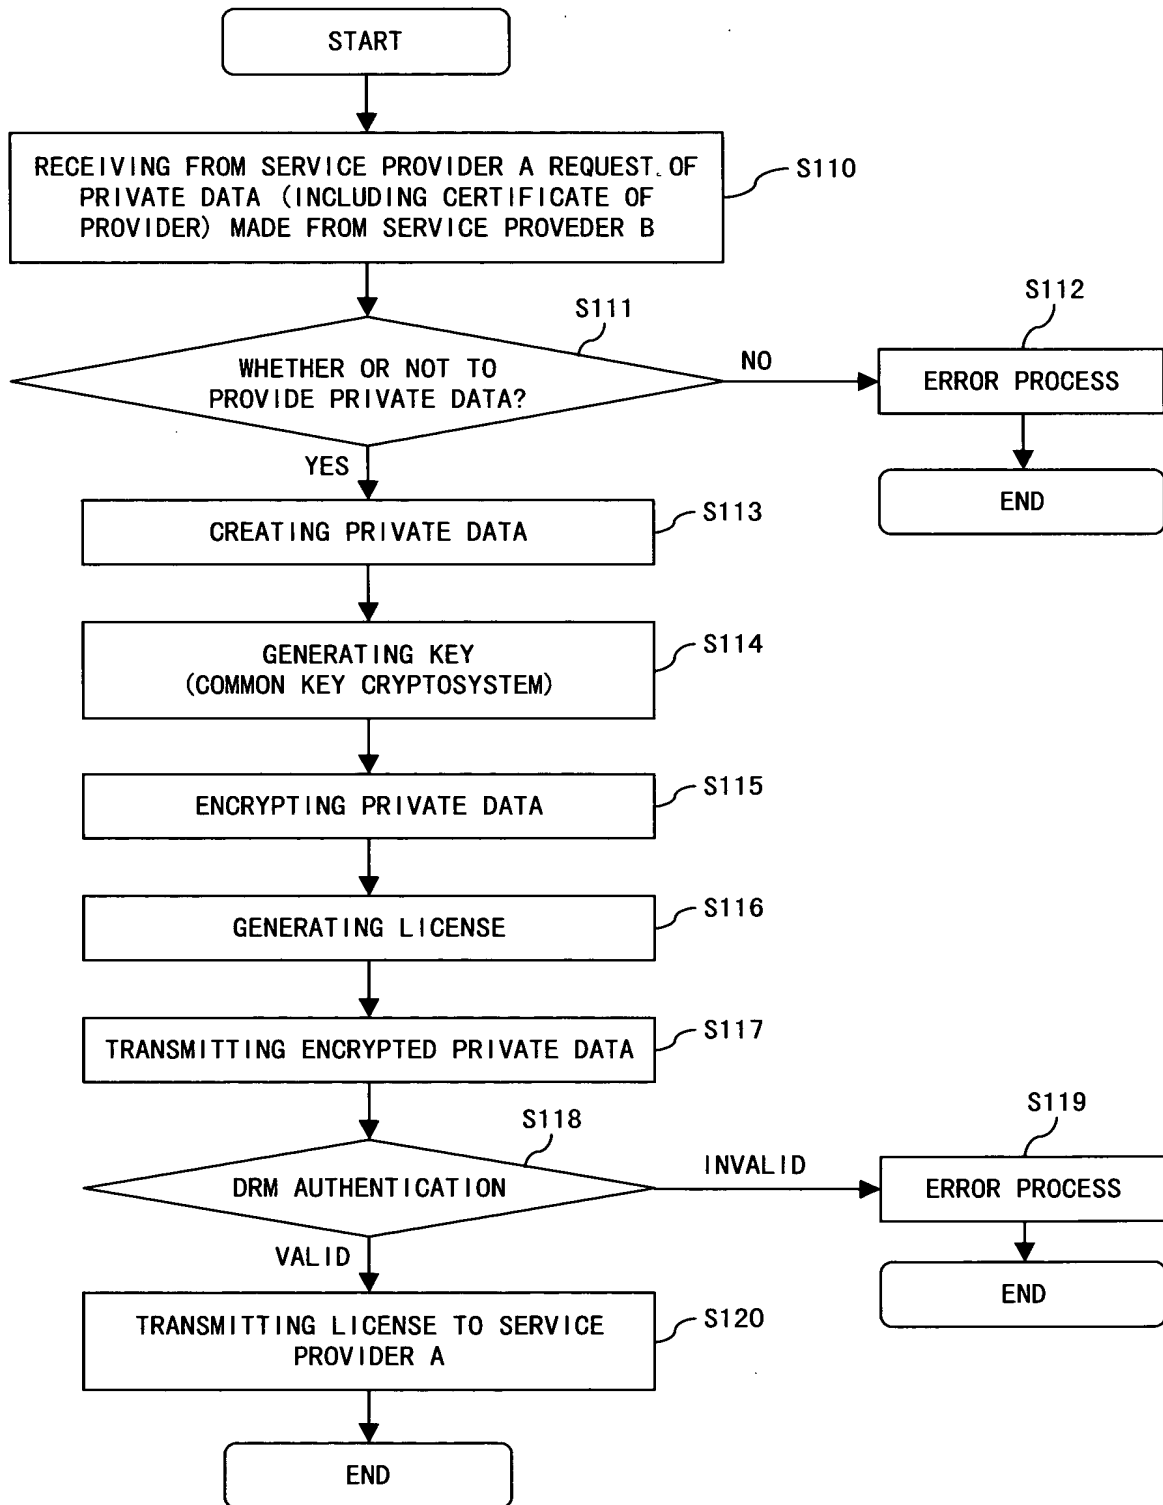 START
RECEIVING FROM SERVICE PROVIDER A REQUEST OF
PRIVATE DATA (INCLUDING CERTIFICATE OF
PROVIDER) MADE FROM SERVICE PROVEDER B
S110
S111
WHETHER OR NOT TO
PROVIDE PRIVATE DATA?
NO
S112
ERROR PROCESS
END
YES
CREATING PRIVATE DATA
S113
GENERATING KEY
(COMMON KEY CRYPTOSYSTEM)
S114
ENCRYPTING PRIVATE DATA
S115
GENERATING LICENSE
S116
TRANSMITTING ENCRYPTED PRIVATE DATA
S117
S118
DRM AUTHENTICATION
INVALID
S119
ERROR PROCESS
END
VALID
TRANSMITTING LICENSE TO SERVICE
PROVIDER A
S120
END